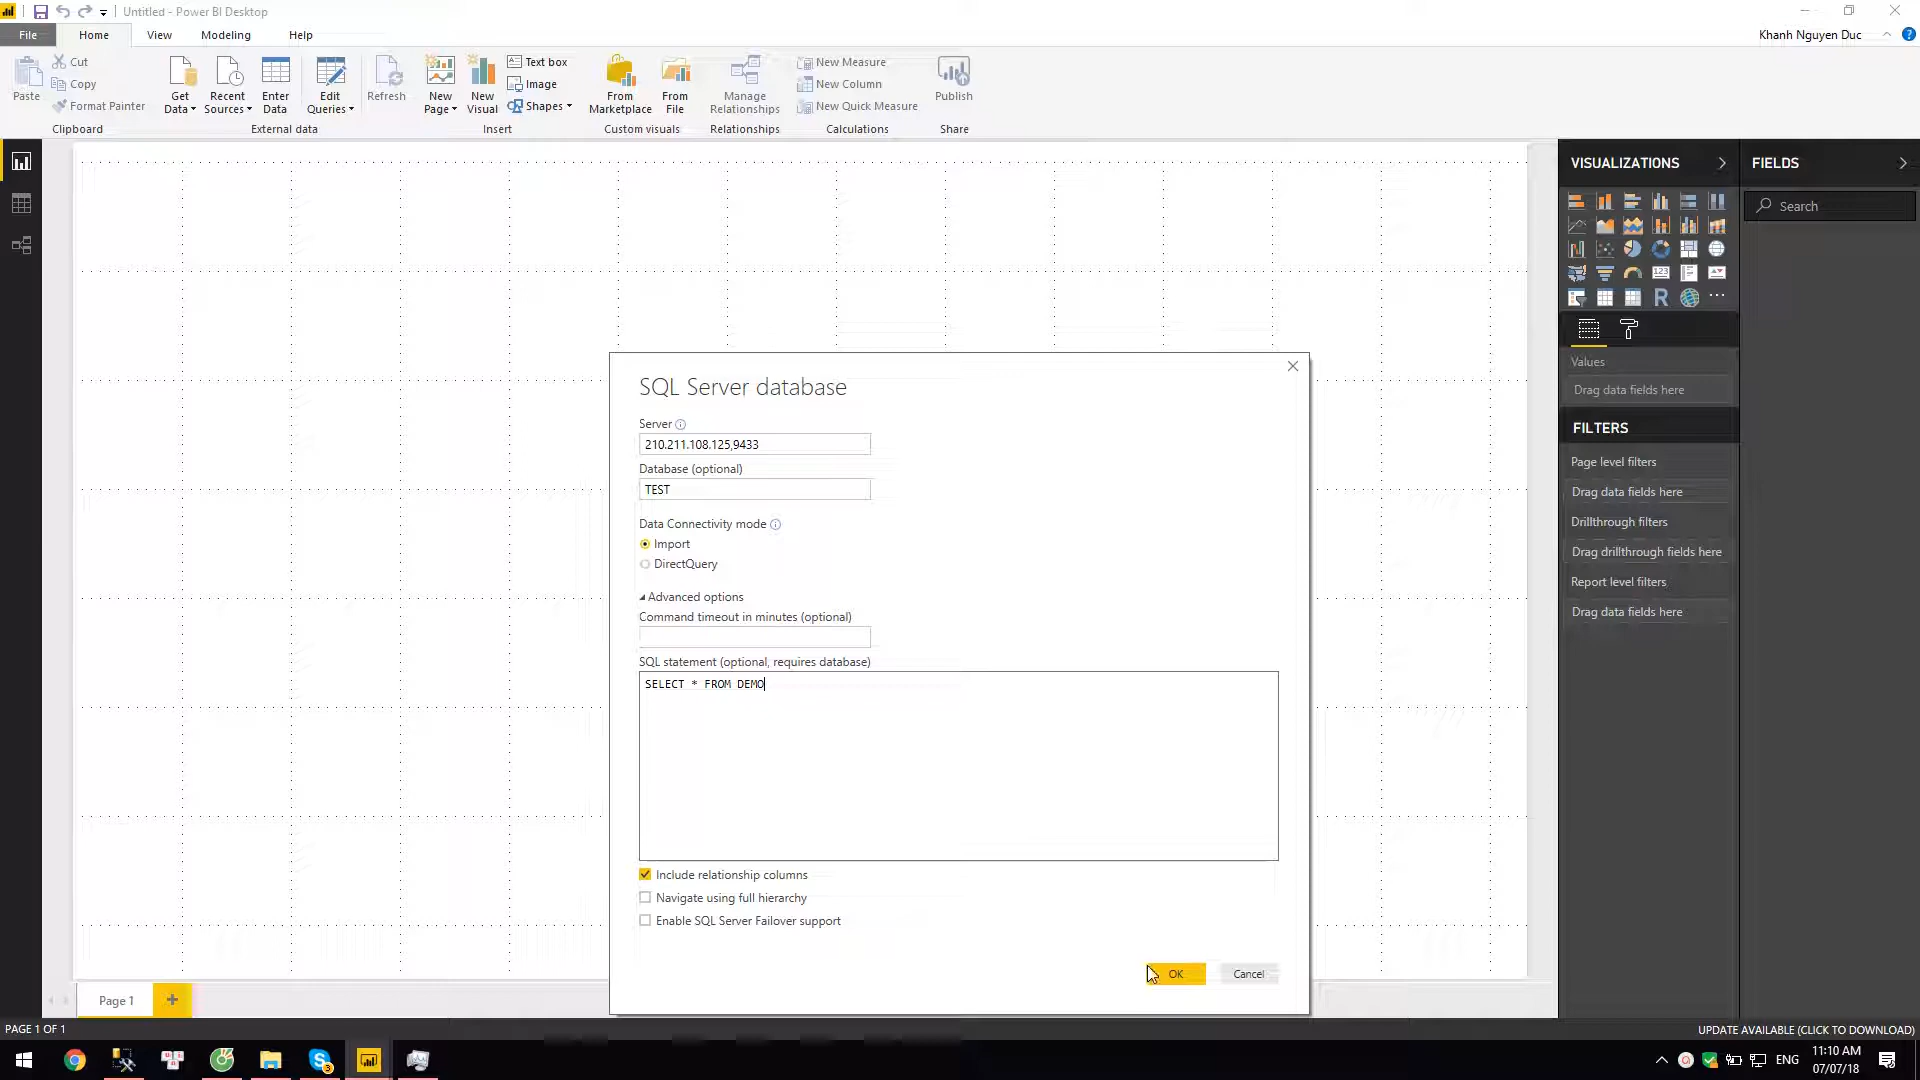 Untitled - Power BI Desktop
File
Home
View
Modeling
Help
Khanh Nguyen Duc
Paste
Cut
Copy
Format Painter
Clipboard
Get Data
Recent Sources
Enter Data
Edit Queries
Refresh
External data
New Page
New Visual
Text box
Image
Shapes
Insert
From Marketplace
From File
Custom visuals
Manage Relationships
Relationships
New Measure
New Column
New Quick Measure
Calculations
Publish
Share
VISUALIZATIONS
FIELDS
Search
Values
Drag data fields here
FILTERS
Page level filters
Drag data fields here
Drillthrough filters
Drag drillthrough fields here
Report level filters
Drag data fields here
SQL Server database
Server
210.211.108.125,9433
Database (optional)
TEST
Data Connectivity mode
Import
DirectQuery
Advanced options
Command timeout in minutes (optional)
SQL statement (optional, requires database)
SELECT * FROM DEMO
Include relationship columns
Navigate using full hierarchy
Enable SQL Server Failover support
OK
Cancel
Page 1
PAGE 1 OF 1
UPDATE AVAILABLE (CLICK TO DOWNLOAD)
3
ENG
11:10 AM
07/07/18